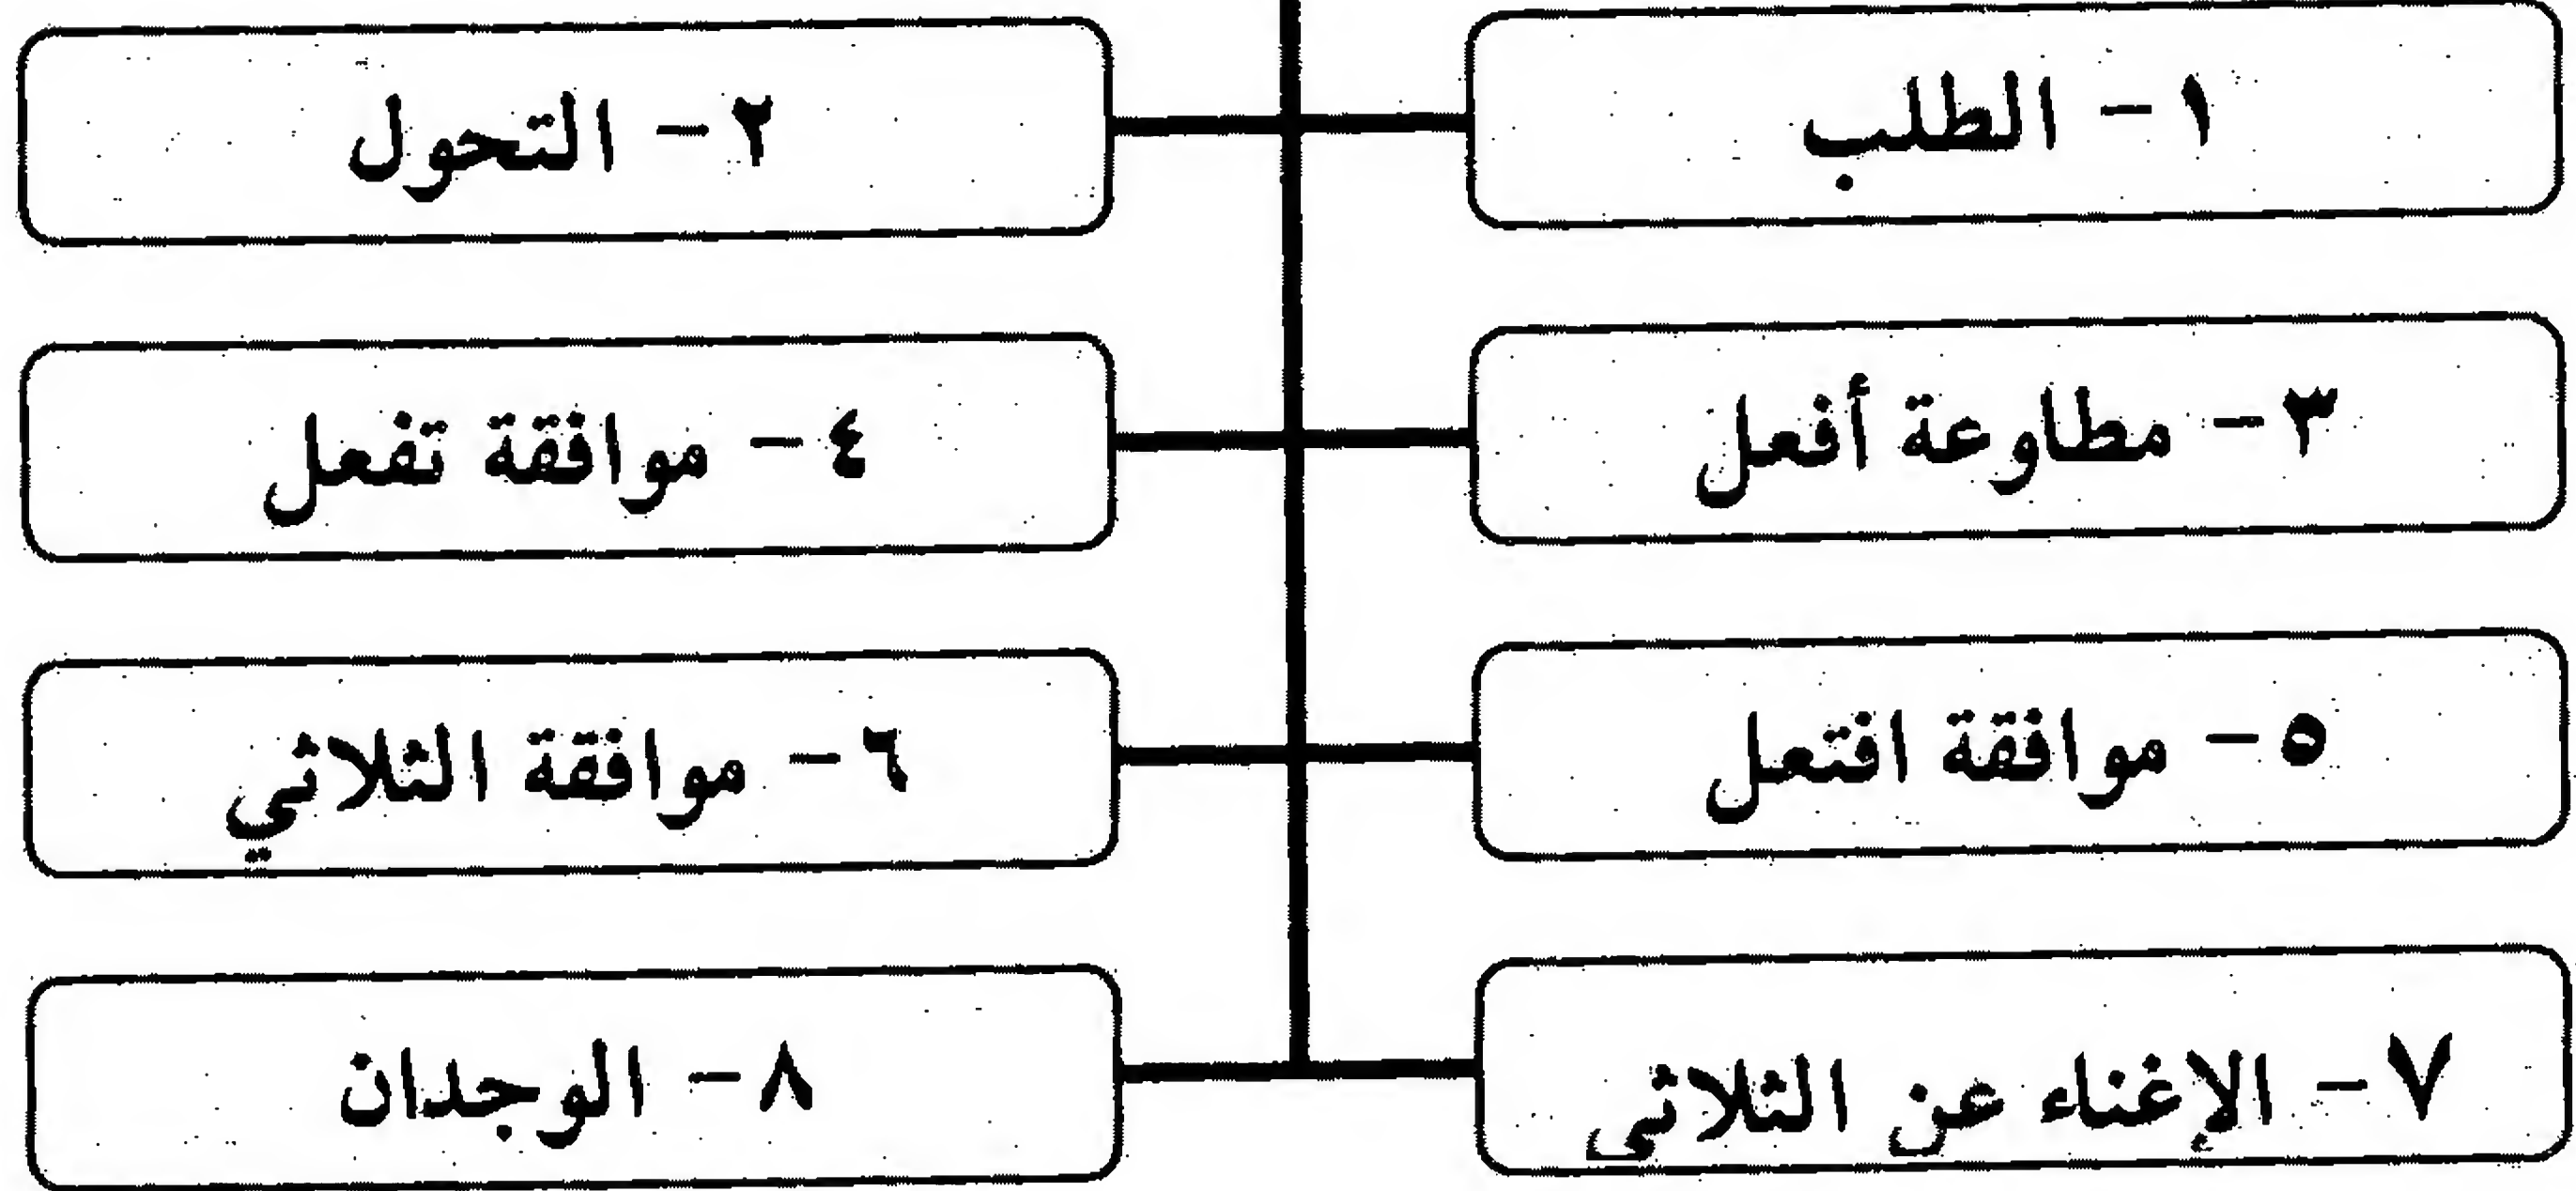 ١- الطلب
٢- التحول
٣- مطاوعة أفعل
٤- موافقة تفعل
٥- موافقة افتعل
٦- موافقة الثلاثي
٧- الإغناء عن الثلاثي
٨- الوجدان